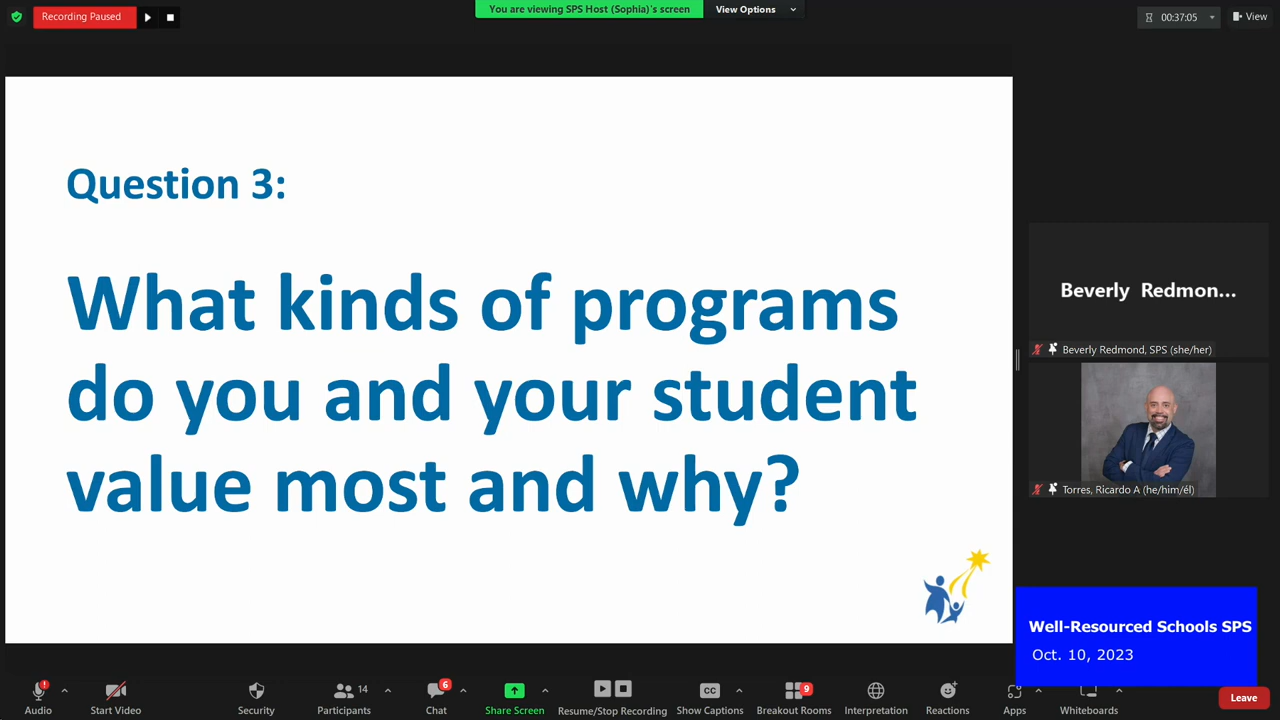 Recording Paused
You are viewing SPS Host (Sophia)'s screen
View Options
00:37:05
View
Question 3:
What kinds of programs
do you and your student
value most and why?
Beverly Redmon...
Beverly Redmond, SPS (she/her)
Torres, Ricardo A (he/him/él)
Well-Resourced Schools SPS
Oct. 10, 2023
Audio
Start Video
Security
14
Participants
6
Chat
Share Screen
Resume/Stop Recording
CC
Show Captions
9
Breakout Rooms
Interpretation
Reactions
Apps
Whiteboards
Leave